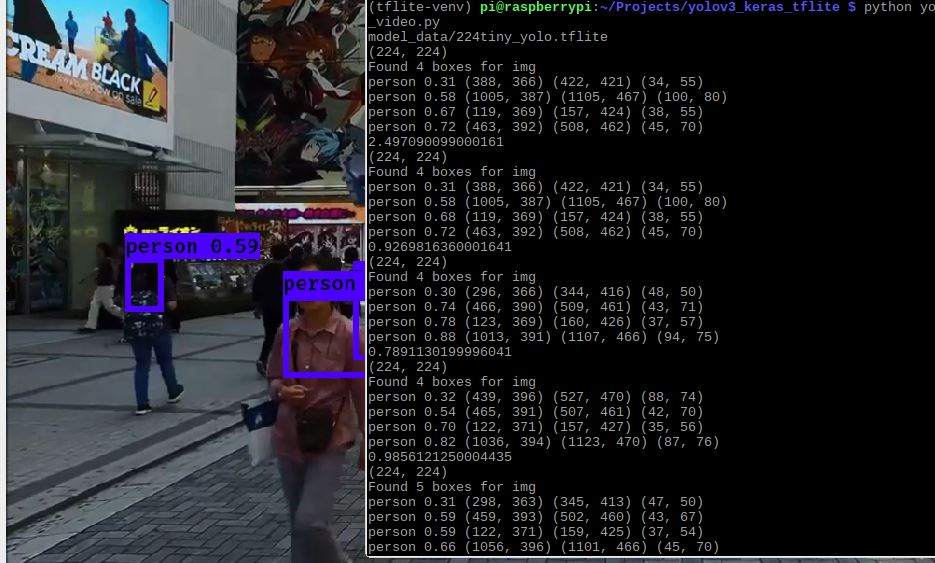 CREAM BLACK
now on sale
person 0.59
person
(tflite-venv) pi@raspberrypi:~/Projects/yolov3_keras_tflite $ python yo
_video.py
model_data/224tiny_yolo.tflite
(224, 224)
Found 4 boxes for img
person 0.31 (388, 366) (422, 421) (34, 55)
person 0.58 (1005, 387) (1105, 467) (100, 80)
person 0.67 (119, 369) (157, 424) (38, 55)
person 0.72 (463, 392) (508, 462) (45, 70)
2.497090099000161
(224, 224)
Found 4 boxes for img
person 0.31 (388, 366) (422, 421) (34, 55)
person 0.58 (1005, 387) (1105, 467) (100, 80)
person 0.68 (119, 369) (157, 424) (38, 55)
person 0.72 (463, 392) (508, 462) (45, 70)
0.9269816360001641
(224, 224)
Found 4 boxes for img
person 0.30 (296, 366) (344, 416) (48, 50)
person 0.74 (466, 390) (509, 461) (43, 71)
person 0.78 (123, 369) (160, 426) (37, 57)
person 0.88 (1013, 391) (1107, 466) (94, 75)
0.7891130199996041
(224, 224)
Found 4 boxes for img
person 0.32 (439, 396) (527, 470) (88, 74)
person 0.54 (465, 391) (507, 461) (42, 70)
person 0.70 (122, 371) (157, 427) (35, 56)
person 0.82 (1036, 394) (1123, 470) (87, 76)
0.9856121250004435
(224, 224)
Found 5 boxes for img
person 0.31 (298, 363) (345, 413) (47, 50)
person 0.59 (459, 393) (502, 460) (43, 67)
person 0.59 (122, 371) (159, 425) (37, 54)
person 0.66 (1056, 396) (1101, 466) (45, 70)